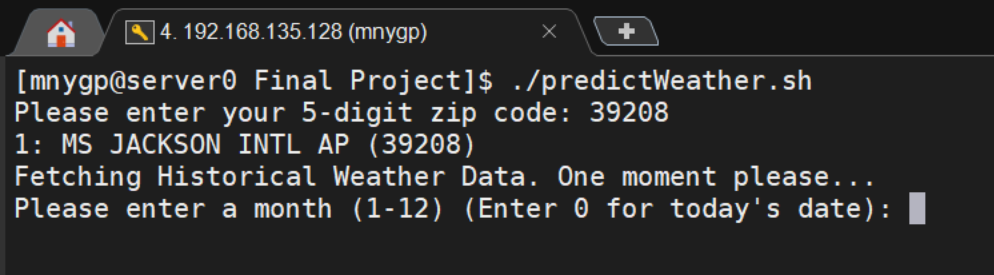 4. 192.168.135.128 (mnygp)
[mnygp@server0 Final Project]$ ./predictWeather.sh
Please enter your 5-digit zip code: 39208
1: MS JACKSON INTL AP (39208)
Fetching Historical Weather Data. One moment please...
Please enter a month (1-12) (Enter 0 for today's date):